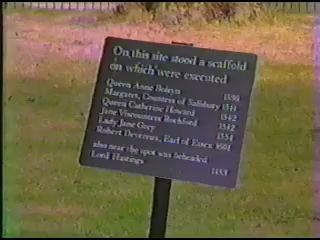 On this site stood a scaffold
on which were executed
Queen Anne Boleyn 1536
Margaret, Countess of Salisbury 1541
Queen Catherine Howard 1542
Jane Viscountess Rochford 1542
Lady Jane Grey 1554
Robert Devereux, Earl of Essex 1601
also near the spot was beheaded
Lord Hastings 1483